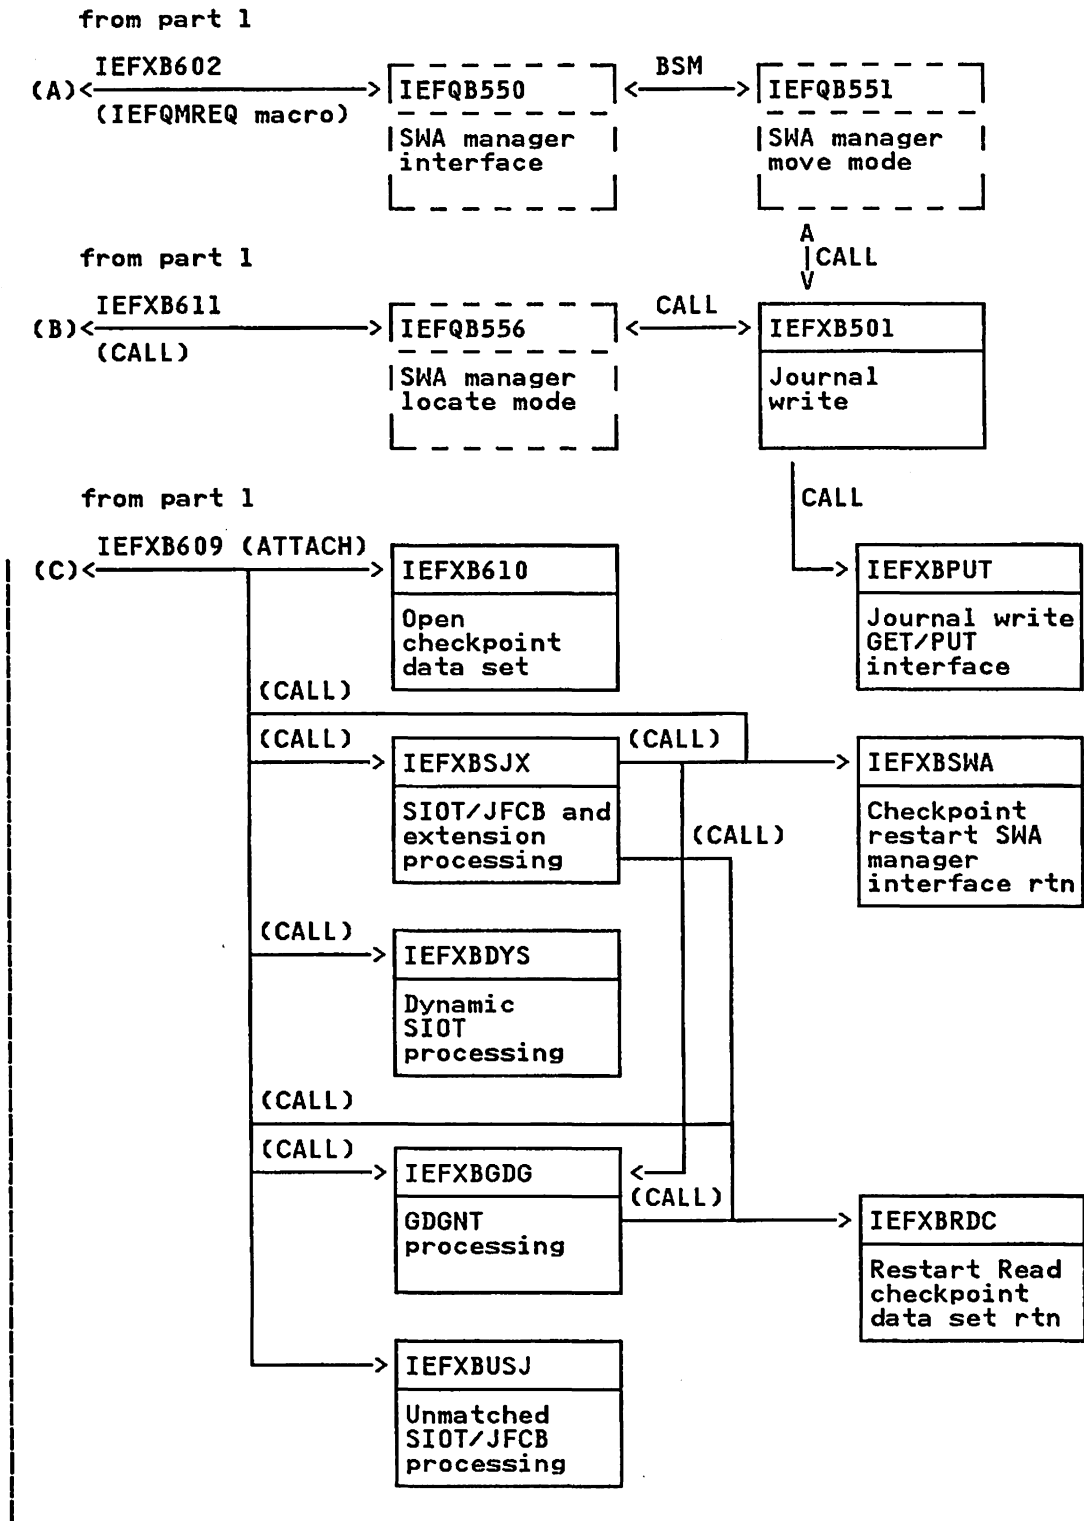 from part 1
IEFXB602
BSM
(A)
IEFQB550
IEFQB551
(IEFQMREQ macro)
SWA manager
interface
SWA manager
move mode
A
|CALL
V
from part 1
IEFXB611
CALL
(B)
IEFQB556
IEFXB501
(CALL)
SWA manager
locate mode
Journal
write
from part 1
CALL
IEFXB609 (ATTACH)
(C)
IEFXB610
IEFXBPUT
Open
checkpoint
data set
Journal write
GET/PUT
interface
(CALL)
(CALL)
(CALL)
IEFXBSJX
IEFXBSWA
SIOT/JFCB and
extension
processing
(CALL)
Checkpoint
restart SWA
manager
interface rtn
(CALL)
IEFXBDYS
Dynamic
SIOT
processing
(CALL)
(CALL)
IEFXBGDG
(CALL)
GDGNT
processing
IEFXBRDC
Restart Read
checkpoint
data set rtn
IEFXBUSJ
Unmatched
SIOT/JFCB
processing